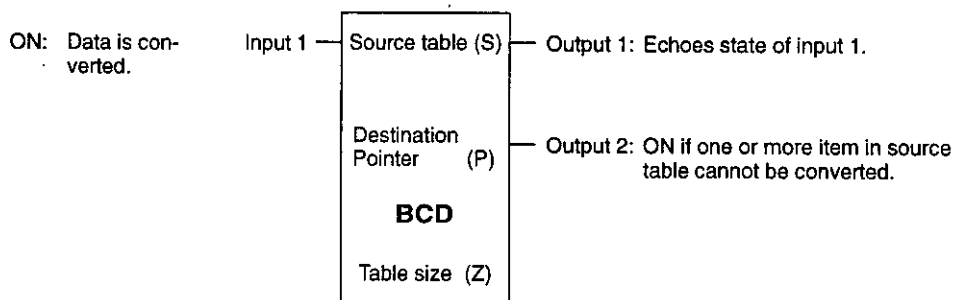 ON: Data is con-
verted.
Input 1
Source table (S)
Output 1: Echoes state of input 1.
Destination
Pointer (P)
Output 2: ON if one or more item in source
table cannot be converted.
BCD
Table size (Z)